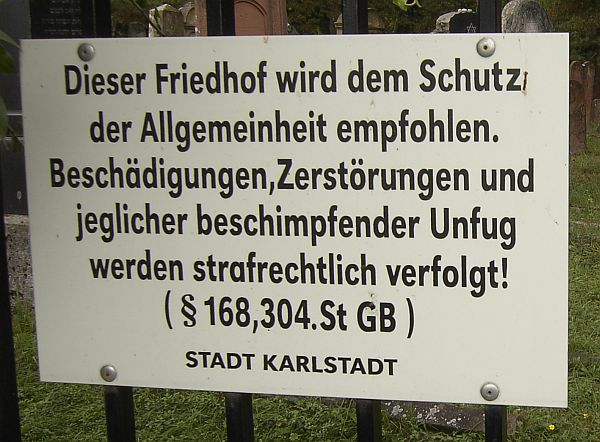 Dieser Friedhof wird dem Schutz
der Allgemeinheit empfohlen.
Beschädigungen,Zerstörungen und
jeglicher beschimpfender Unfug
werden strafrechtlich verfolgt!
( § 168,304.St GB )
STADT KARLSTADT